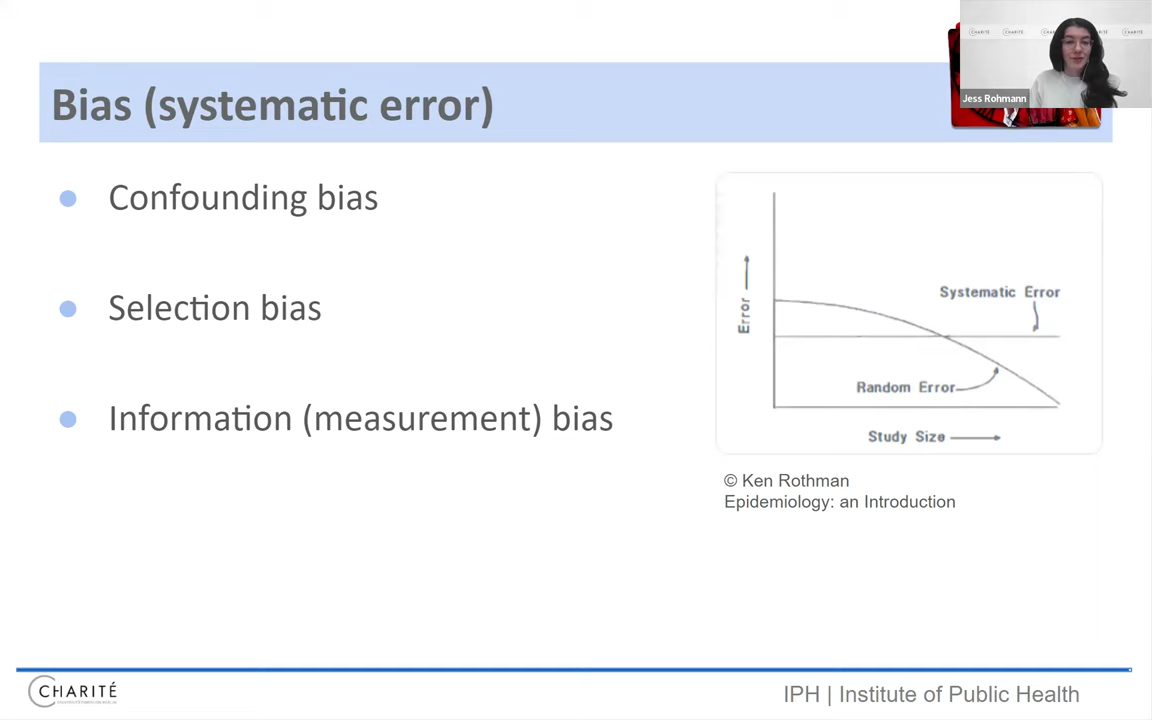 Bias (systematic error)
Jess Rohmann
Confounding bias
Selection bias
Information (measurement) bias
Error
Systematic Error
Random Error
Study Size
© Ken Rothman
Epidemiology: an Introduction
CHARITÉ
IPH | Institute of Public Health